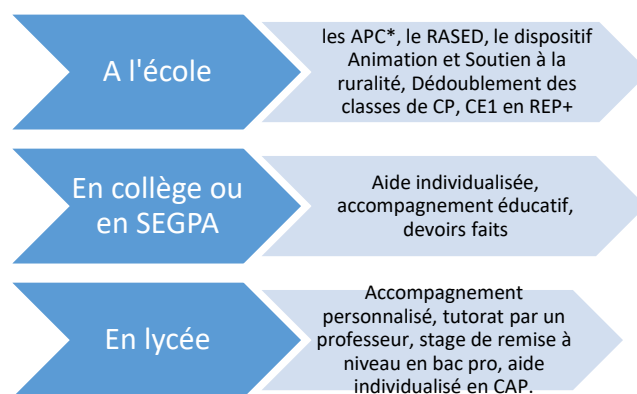 A l'école
les APC*, le RASED, le dispositif
Animation et Soutien à la
ruralité, Dédoublement des
classes de CP, CE1 en REP+
En collège ou
en SEGPA
Aide individualisée,
accompagnement éducatif,
devoirs faits
En lycée
Accompagnement
personnalisé, tutorat par un
professeur, stage de remise à
niveau en bac pro, aide
individualisé en CAP.